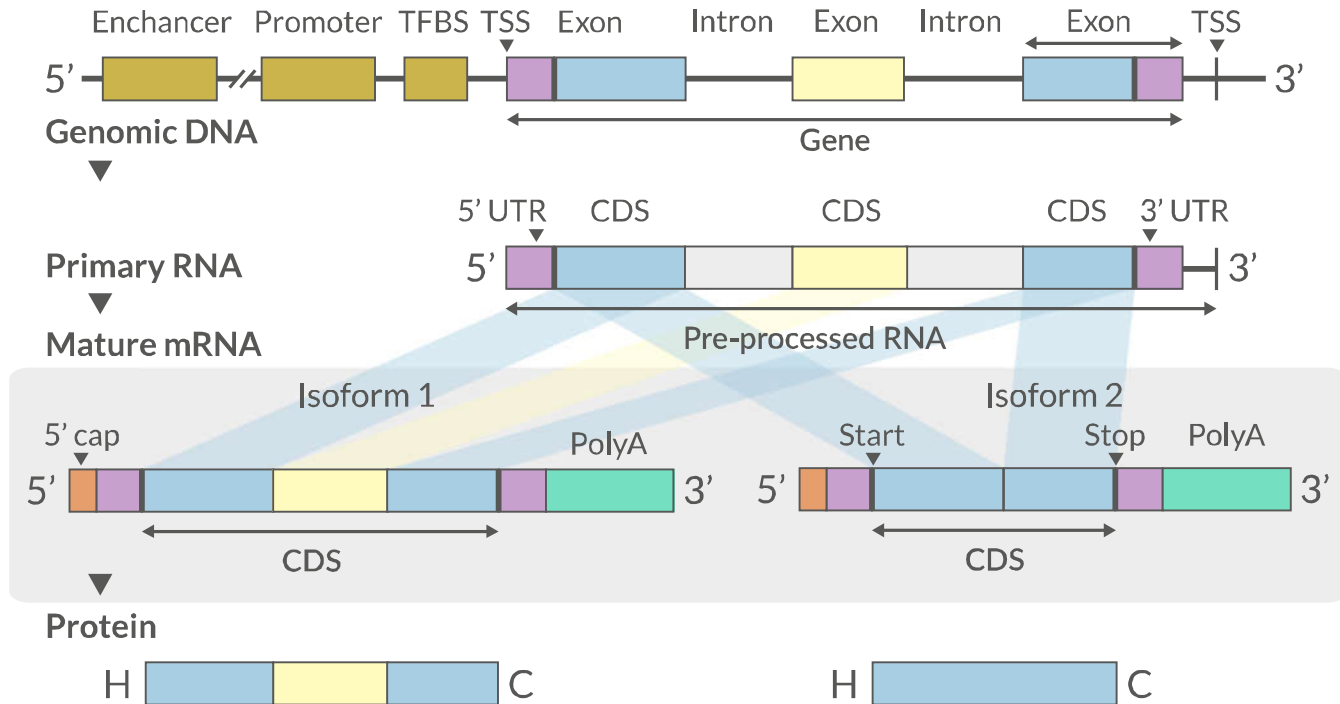 Enchancer Promoter TFBS TSS Exon Intron Exon Intron Exon TSS
5' 3'
Genomic DNA
Gene
5' UTR CDS CDS CDS 3' UTR
Primary RNA 5' 3'
Pre-processed RNA
Mature mRNA
Isoform 1 Isoform 2
5' cap PolyA Start Stop PolyA
5' 3' 5' 3'
CDS CDS
Protein
H C H C